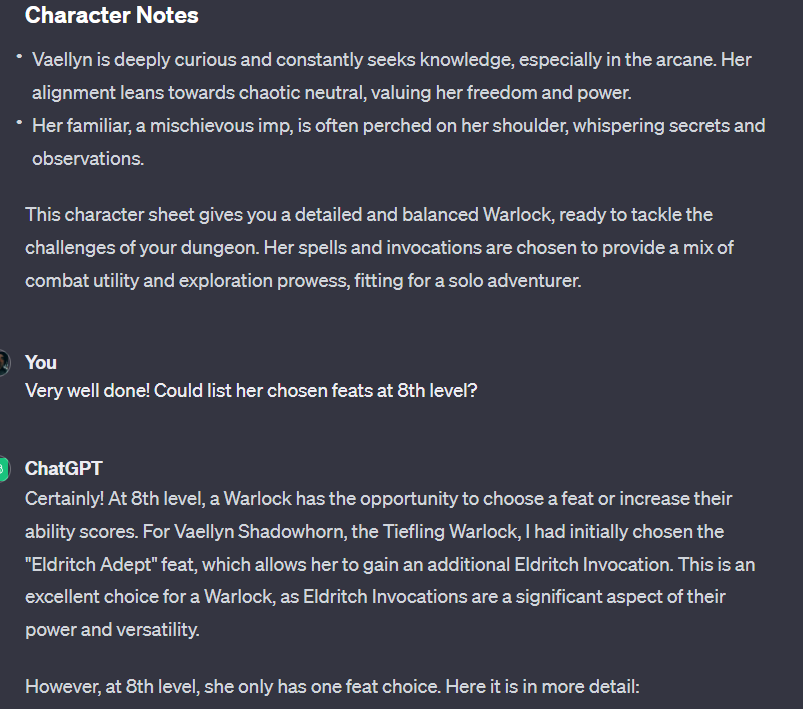 Character Notes
• Vaellyn is deeply curious and constantly seeks knowledge, especially in the arcane. Her
alignment leans towards chaotic neutral, valuing her freedom and power.
• Her familiar, a mischievous imp, is often perched on her shoulder, whispering secrets and
observations.
This character sheet gives you a detailed and balanced Warlock, ready to tackle the
challenges of your dungeon. Her spells and invocations are chosen to provide a mix of
combat utility and exploration prowess, fitting for a solo adventurer.
You
Very well done! Could list her chosen feats at 8th level?
ChatGPT
Certainly! At 8th level, a Warlock has the opportunity to choose a feat or increase their
ability scores. For Vaellyn Shadowhorn, the Tiefling Warlock, I had initially chosen the
"Eldritch Adept" feat, which allows her to gain an additional Eldritch Invocation. This is an
excellent choice for a Warlock, as Eldritch Invocations are a significant aspect of their
power and versatility.
However, at 8th level, she only has one feat choice. Here it is in more detail: